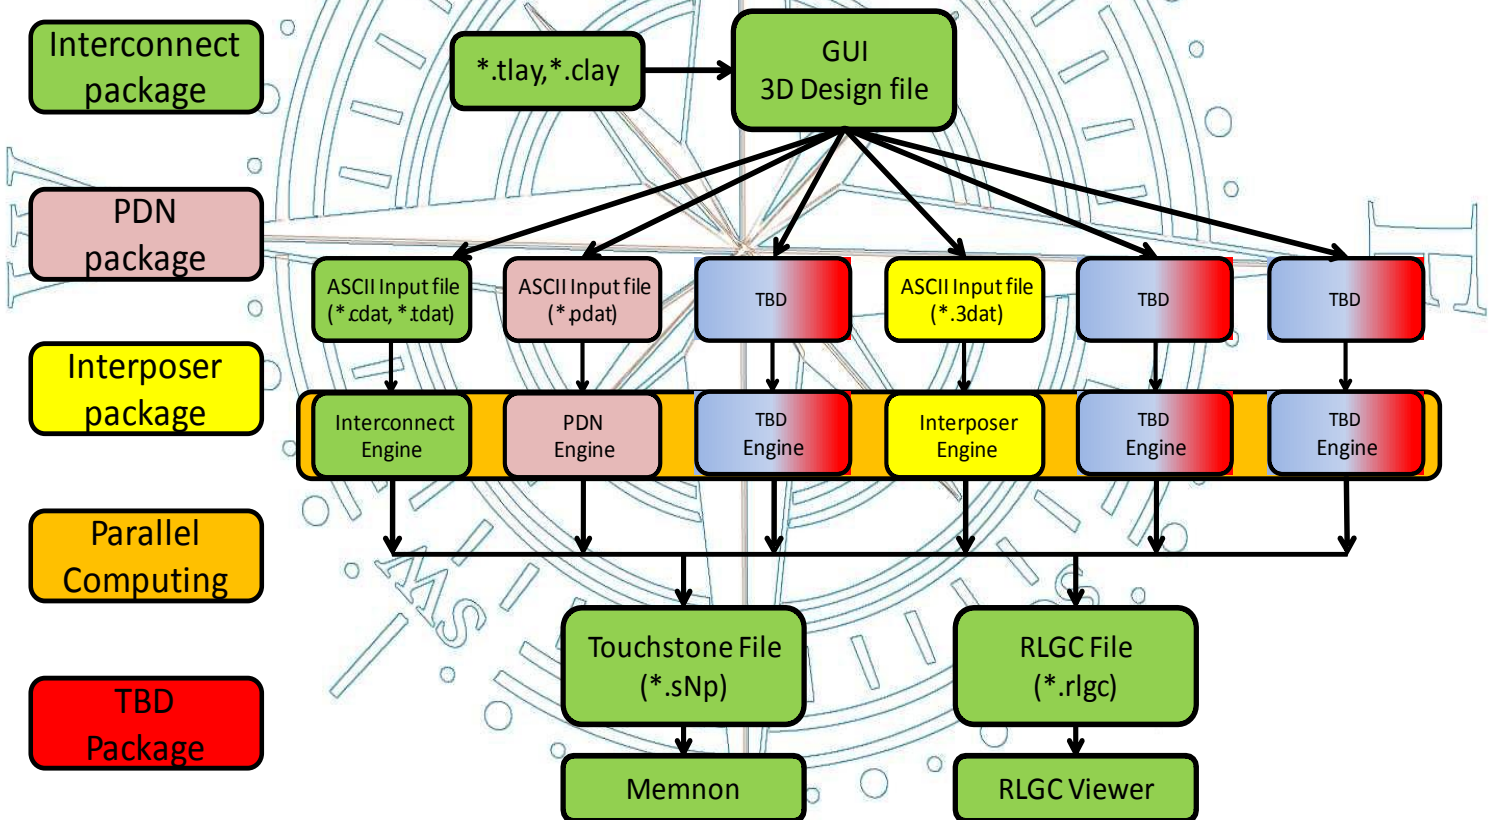 Interconnect
package
*.tlay,*.clay
GUI
3D Design file
PDN
package
ASCII Input file
(*.cdat, *.tdat)
ASCII Input file
(*.pdat)
TBD
ASCII Input file
(*.3dat)
TBD
TBD
Interposer
package
Interconnect
Engine
PDN
Engine
TBD
Engine
Interposer
Engine
TBD
Engine
TBD
Engine
Parallel
Computing
SW
Touchstone File
(*.sNp)
RLGC File
(*.rlgc)
TBD
Package
Memnon
RLGC Viewer